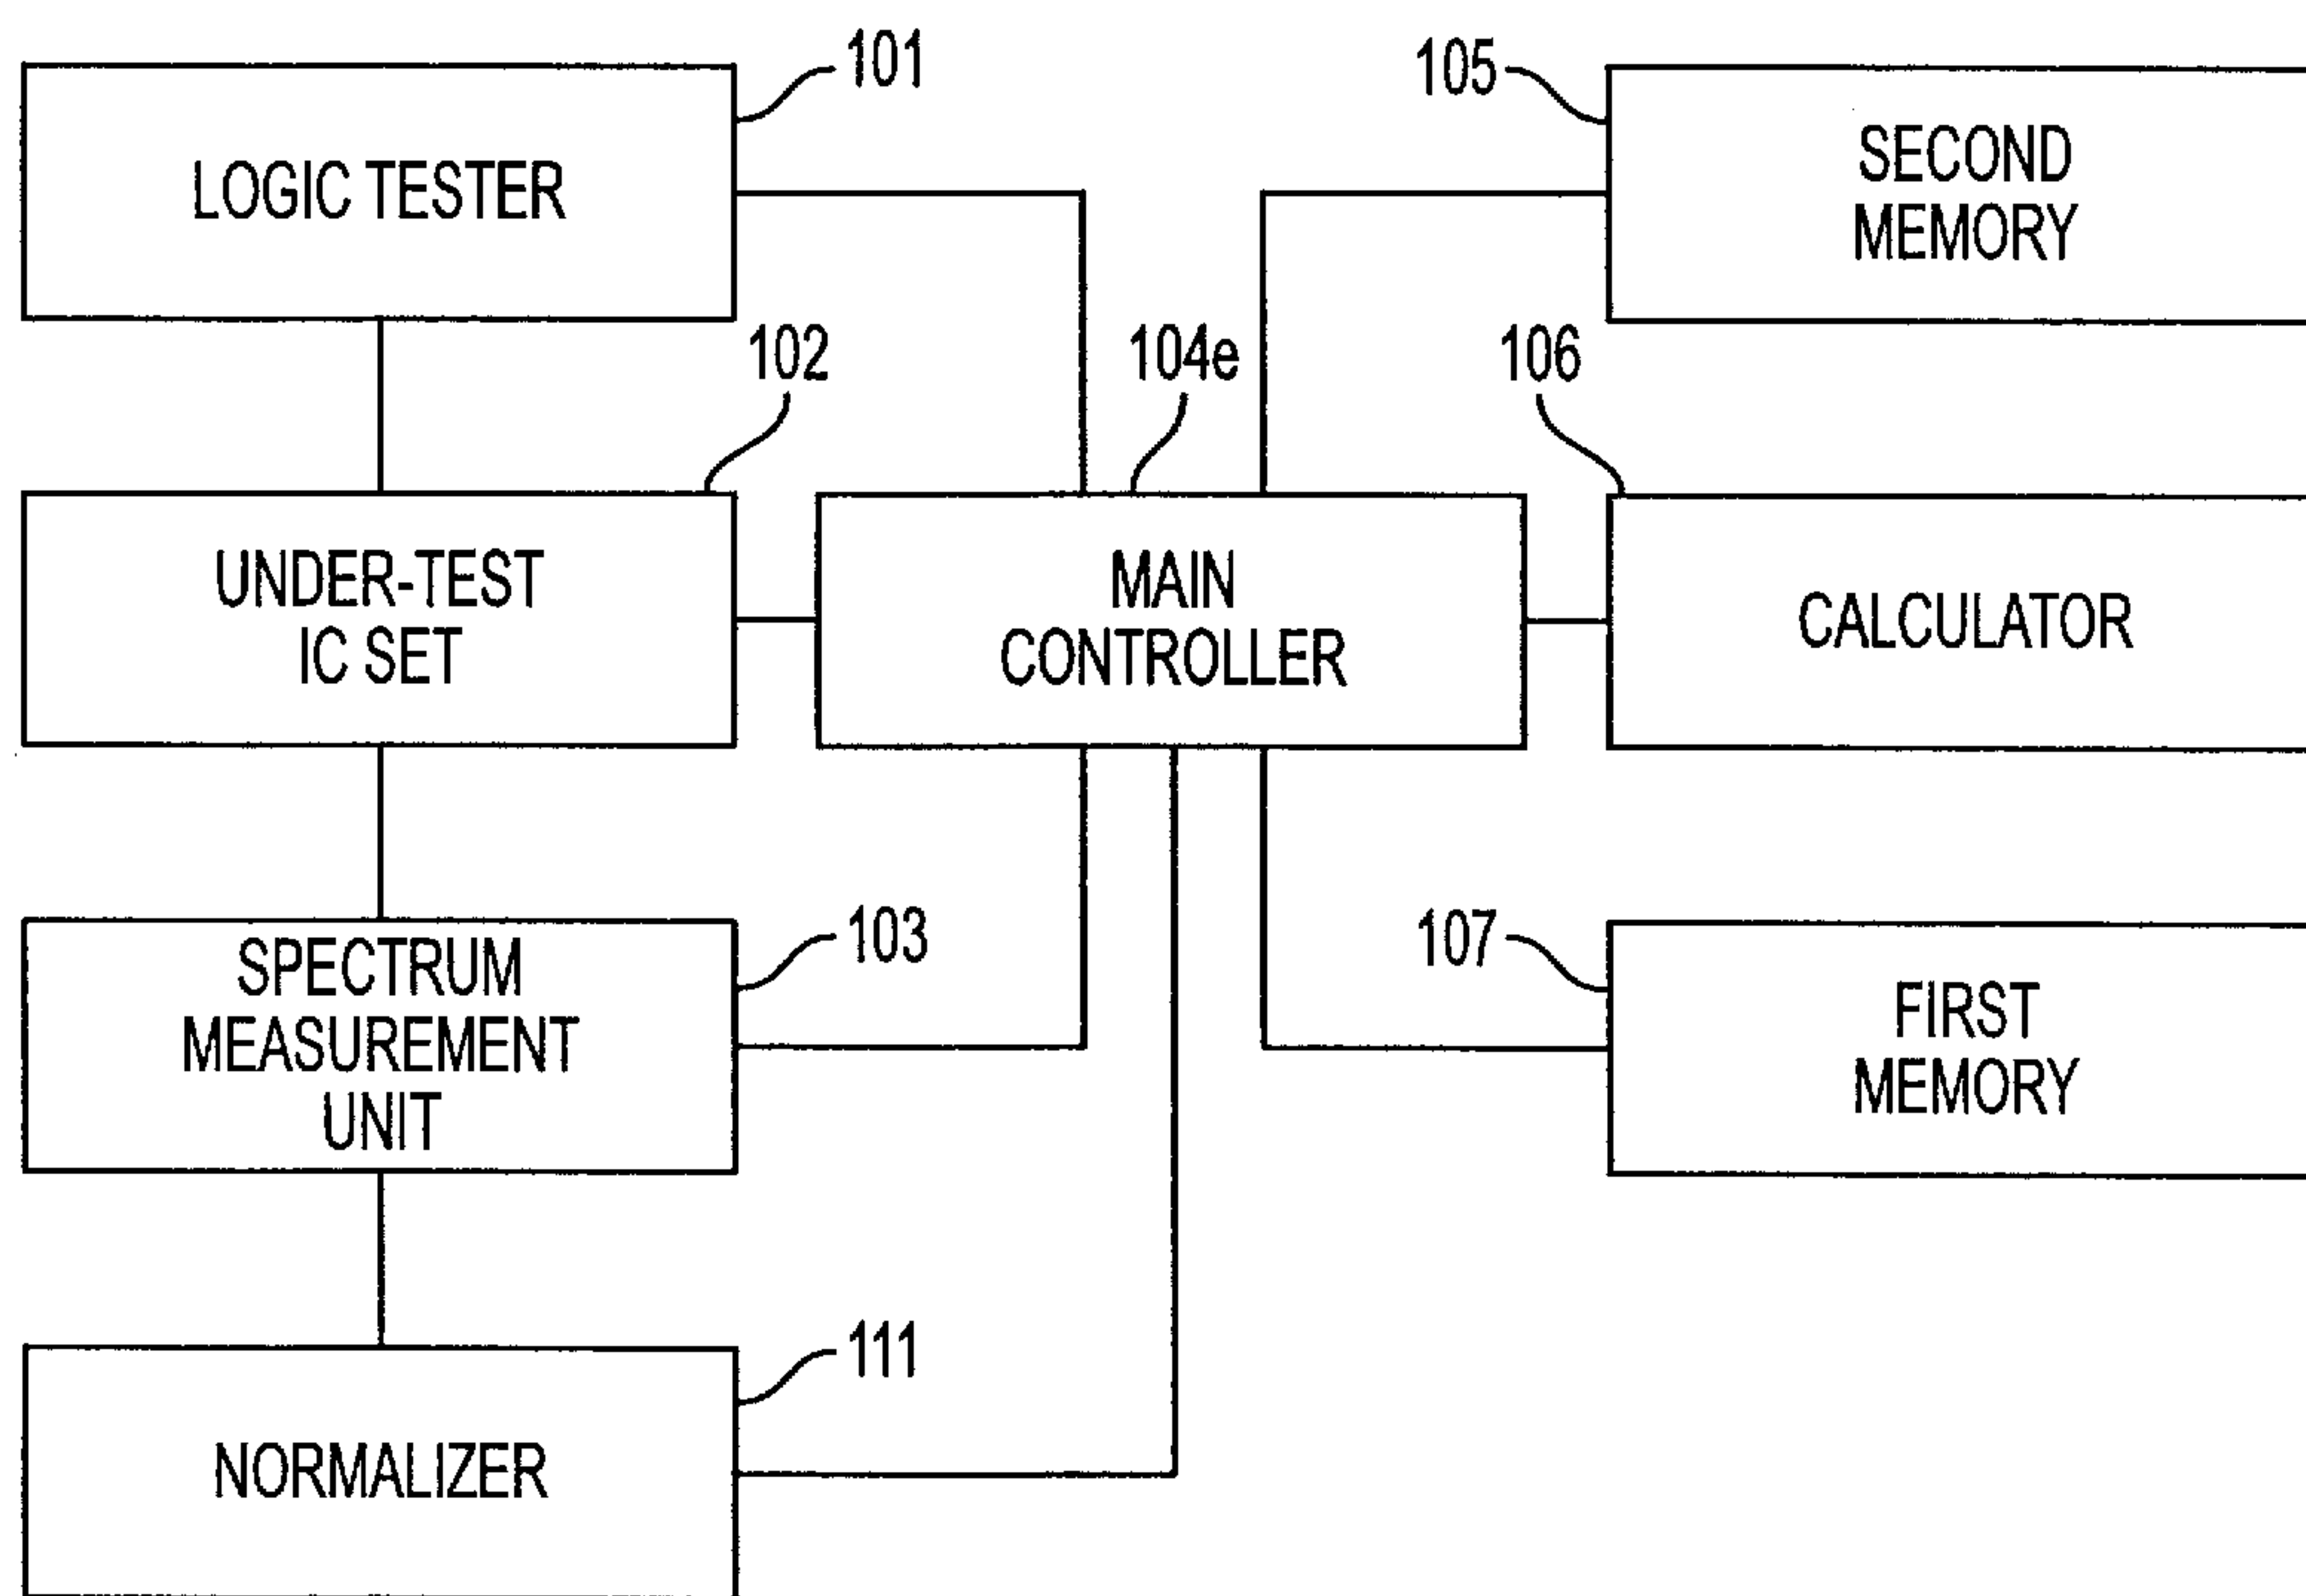 101
LOGIC TESTER
105
SECOND
MEMORY
102
UNDER-TEST
IC SET
104e
MAIN
CONTROLLER
106
CALCULATOR
103
SPECTRUM
MEASUREMENT
UNIT
107
FIRST
MEMORY
111
NORMALIZER